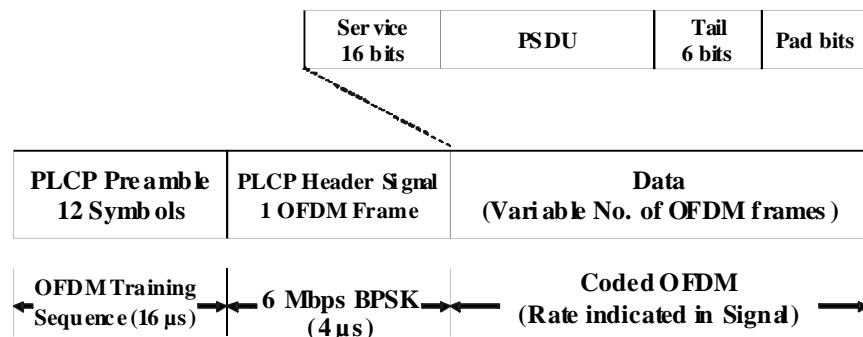 Service
16 bits
PSDU
Tail
6 bits
Pad bits
PLCP Preamble
12 Symbols
PLCP Header Signal
1 OFDM Frame
Data
(Variable No. of OFDM frames)
OFDM Training
Sequence (16 µs)
6 Mbps BPSK
(4 µs)
Coded OFDM
(Rate indicated in Signal)